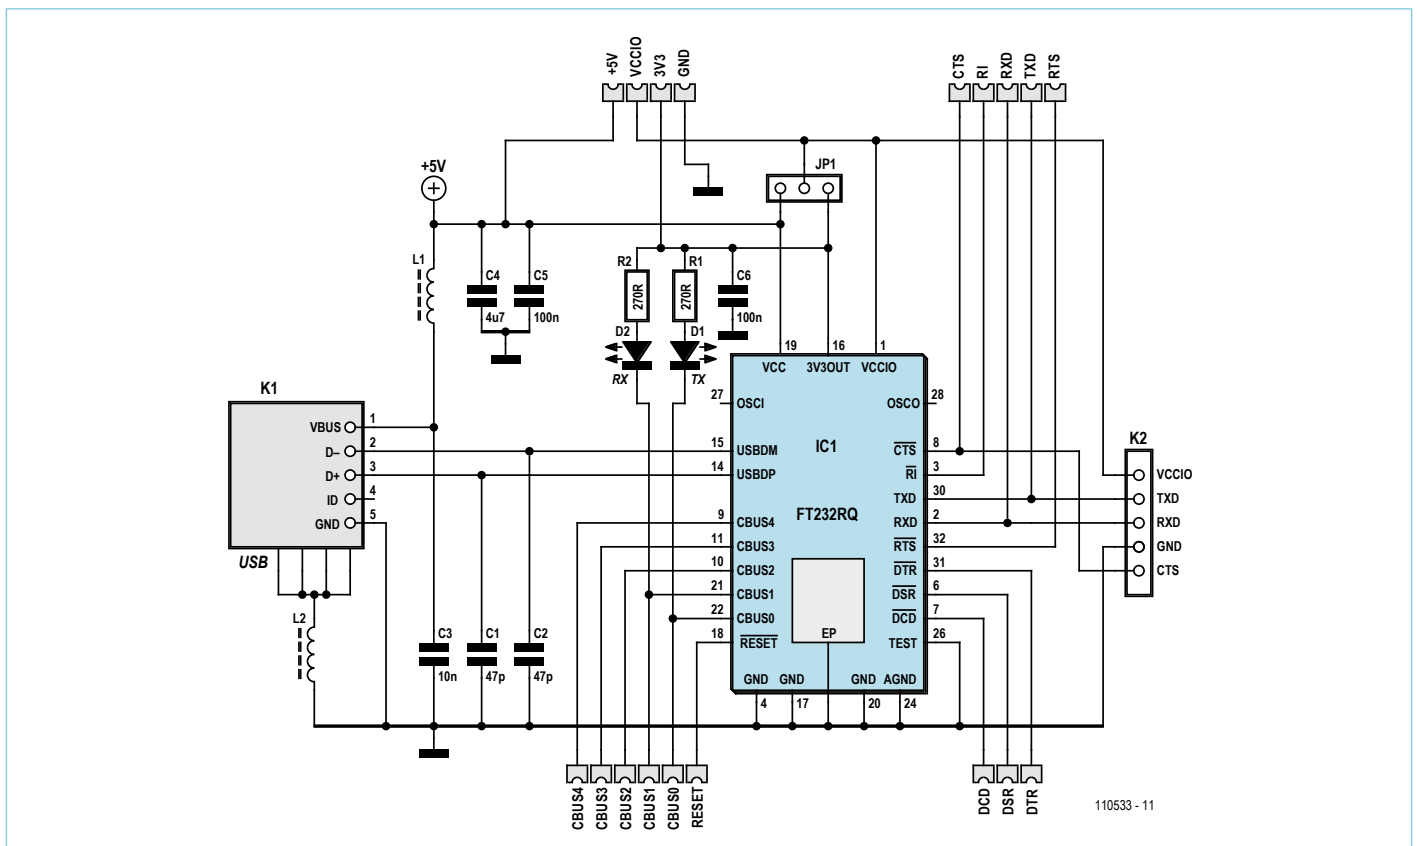 +5V
VCCIO
3V3
GND
CTS
RI
RXD
TXD
RTS
JP1
+5V
L1
C4
4u7
C5
100n
R2
270R
R1
270R
C6
100n
D2
RX
D1
TX
19
16
1
VCC
3V3OUT
VCCIO
27
OSCI
OSCO
28
K1
VBUS
1
D–
2
D+
3
ID
4
GND
5
USB
L2
C3
10n
C1
47p
C2
47p
IC1
FT232RQ
15
USBDM
14
USBDP
9
CBUS4
11
CBUS3
10
CBUS2
21
CBUS1
22
CBUS0
18
RESET
CTS
8
RI
3
TXD
30
RXD
2
RTS
32
DTR
31
DSR
6
DCD
7
TEST
26
EP
GND
GND
GND
AGND
4
17
20
24
K2
VCCIO
TXD
RXD
GND
CTS
CBUS4
CBUS3
CBUS2
CBUS1
CBUS0
RESET
DCD
DSR
DTR
110533 - 11